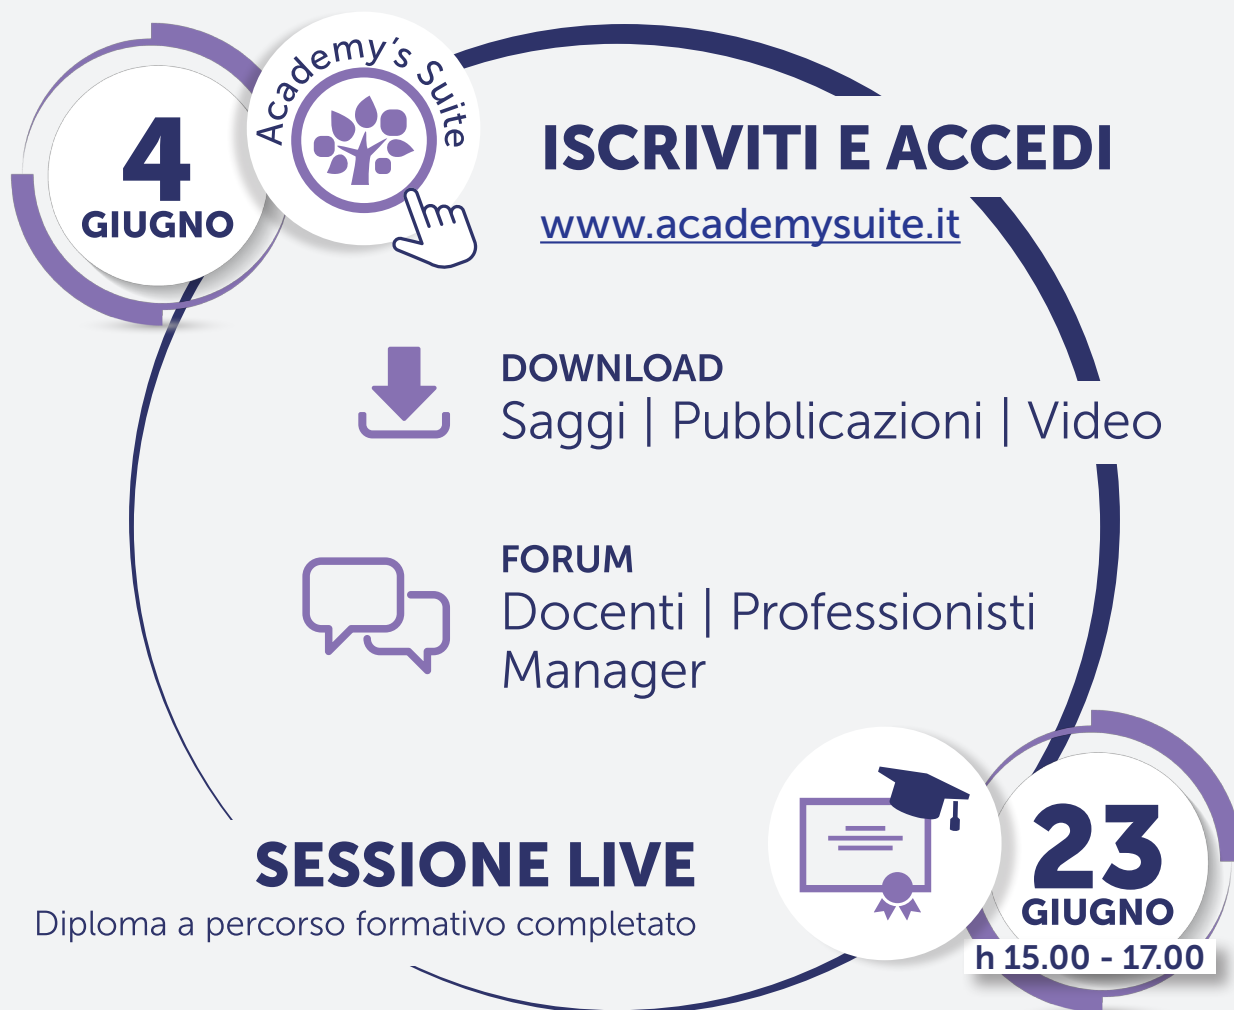 4
GIUGNO
Academy's Suite
ISCRIVITI E ACCEDI
www.academysuite.it
DOWNLOAD
Saggi | Pubblicazioni | Video
FORUM
Docenti | Professionisti
Manager
SESSIONE LIVE
Diploma a percorso formativo completato
23
GIUGNO
h 15.00 - 17.00